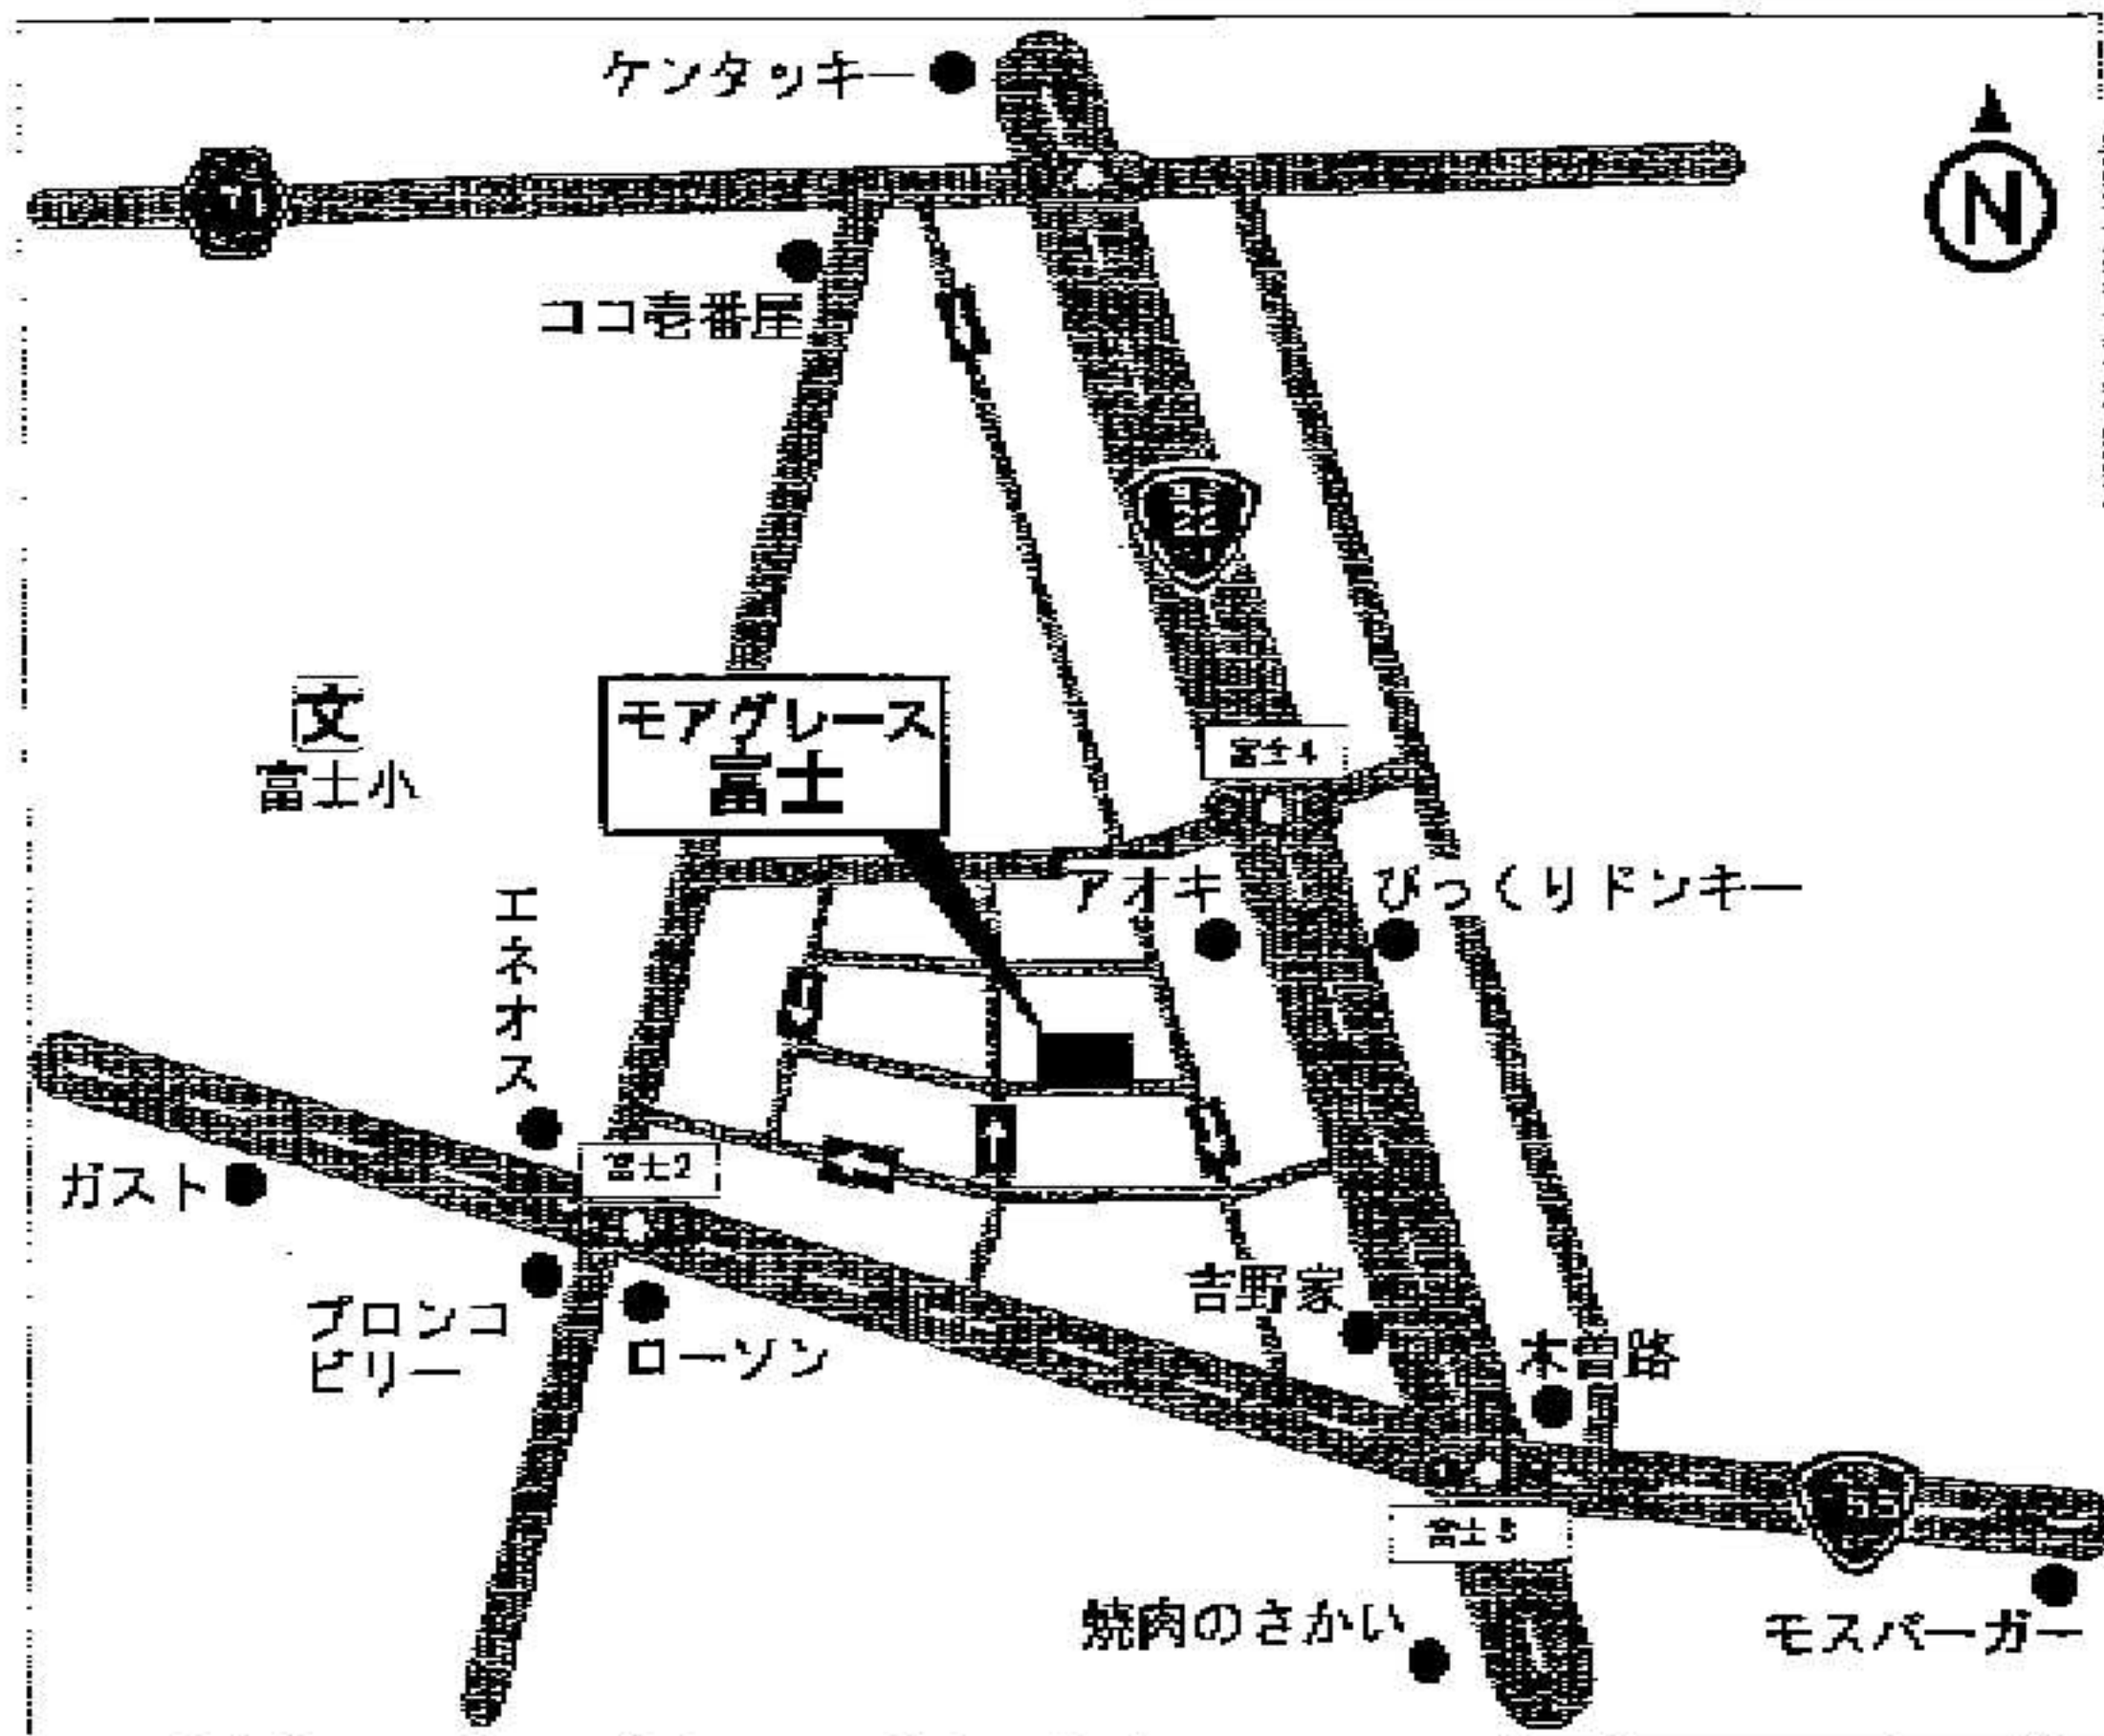 ケンタッキー
N
ココ壱番屋
22
文
富士小
モアグレース
富士
富士4
アオキ
びっくりドンキー
エネオス
富士2
ガスト
ブロンコ
ビリー
ローソン
吉野家
木曽路
富士3
焼肉のさかい
モスバーガー